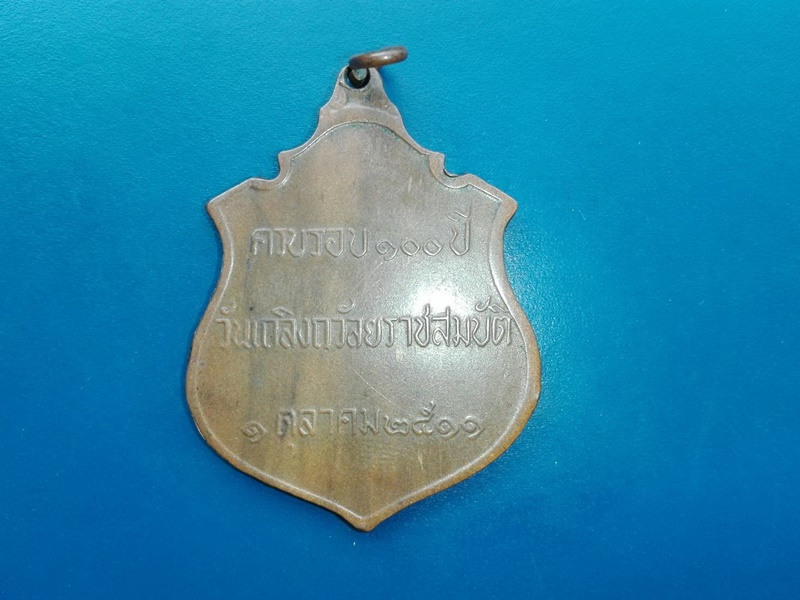 ครบรอบ ๑๐๐ ปี
วันเถลิงถวัลยราชสมบัติ
๑ ตุลาคม ๒๕๑๑